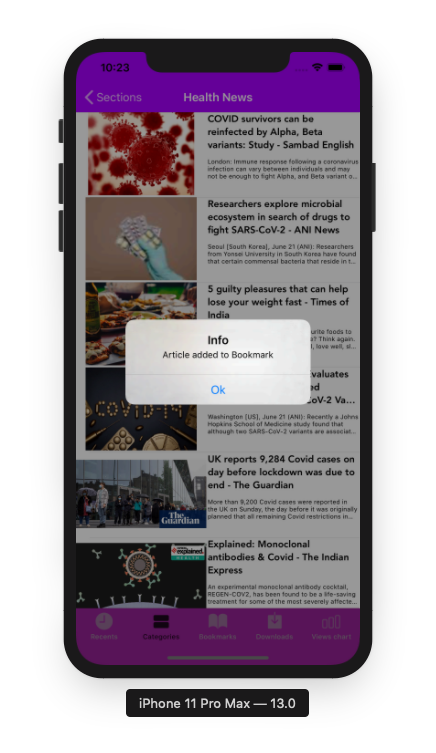 10:23
Sections
Health News
COVID survivors can be
reinfected by Alpha, Beta
variants: Study - Sambad English
London: Immune response following a coronavirus
infection can vary between individuals and may
not be enough to fight Alpha, and Beta variant o...
Researchers explore microbial
ecosystem in search of drugs to
fight SARS-CoV-2 - ANI News
Seoul [South Korea], June 21 (ANI): Researchers
from Yonsei University in South Korea have found
that certain commensal bacteria that reside in t...
5 guilty pleasures that can help
lose your weight fast - Times of
India
urite foods to
? Think again.
, love well, sl...
Info
Article added to Bookmark
Ok
valuates
ed
oV-2 Va...
COVID-19
Washington [US], June 21 (ANI): Recently a Johns
Hopkins School of Medicine study found that
although two SARS-CoV-2 variants are associat...
UK reports 9,284 Covid cases on
day before lockdown was due to
end - The Guardian
More than 9,200 Covid cases were reported in
the UK on Sunday, the day before it was originally
planned that all remaining Covid restrictions in...
The
Guardian
Explained: Monoclonal
antibodies & Covid - The Indian
Express
explained.
HEALTH
An experimental monoclonal antibody cocktail,
REGEN-COV2, has been found to be a life-saving
treatment for some of the most severely affecte...
Recents
Categories
Bookmarks
Downloads
Views chart
iPhone 11 Pro Max — 13.0